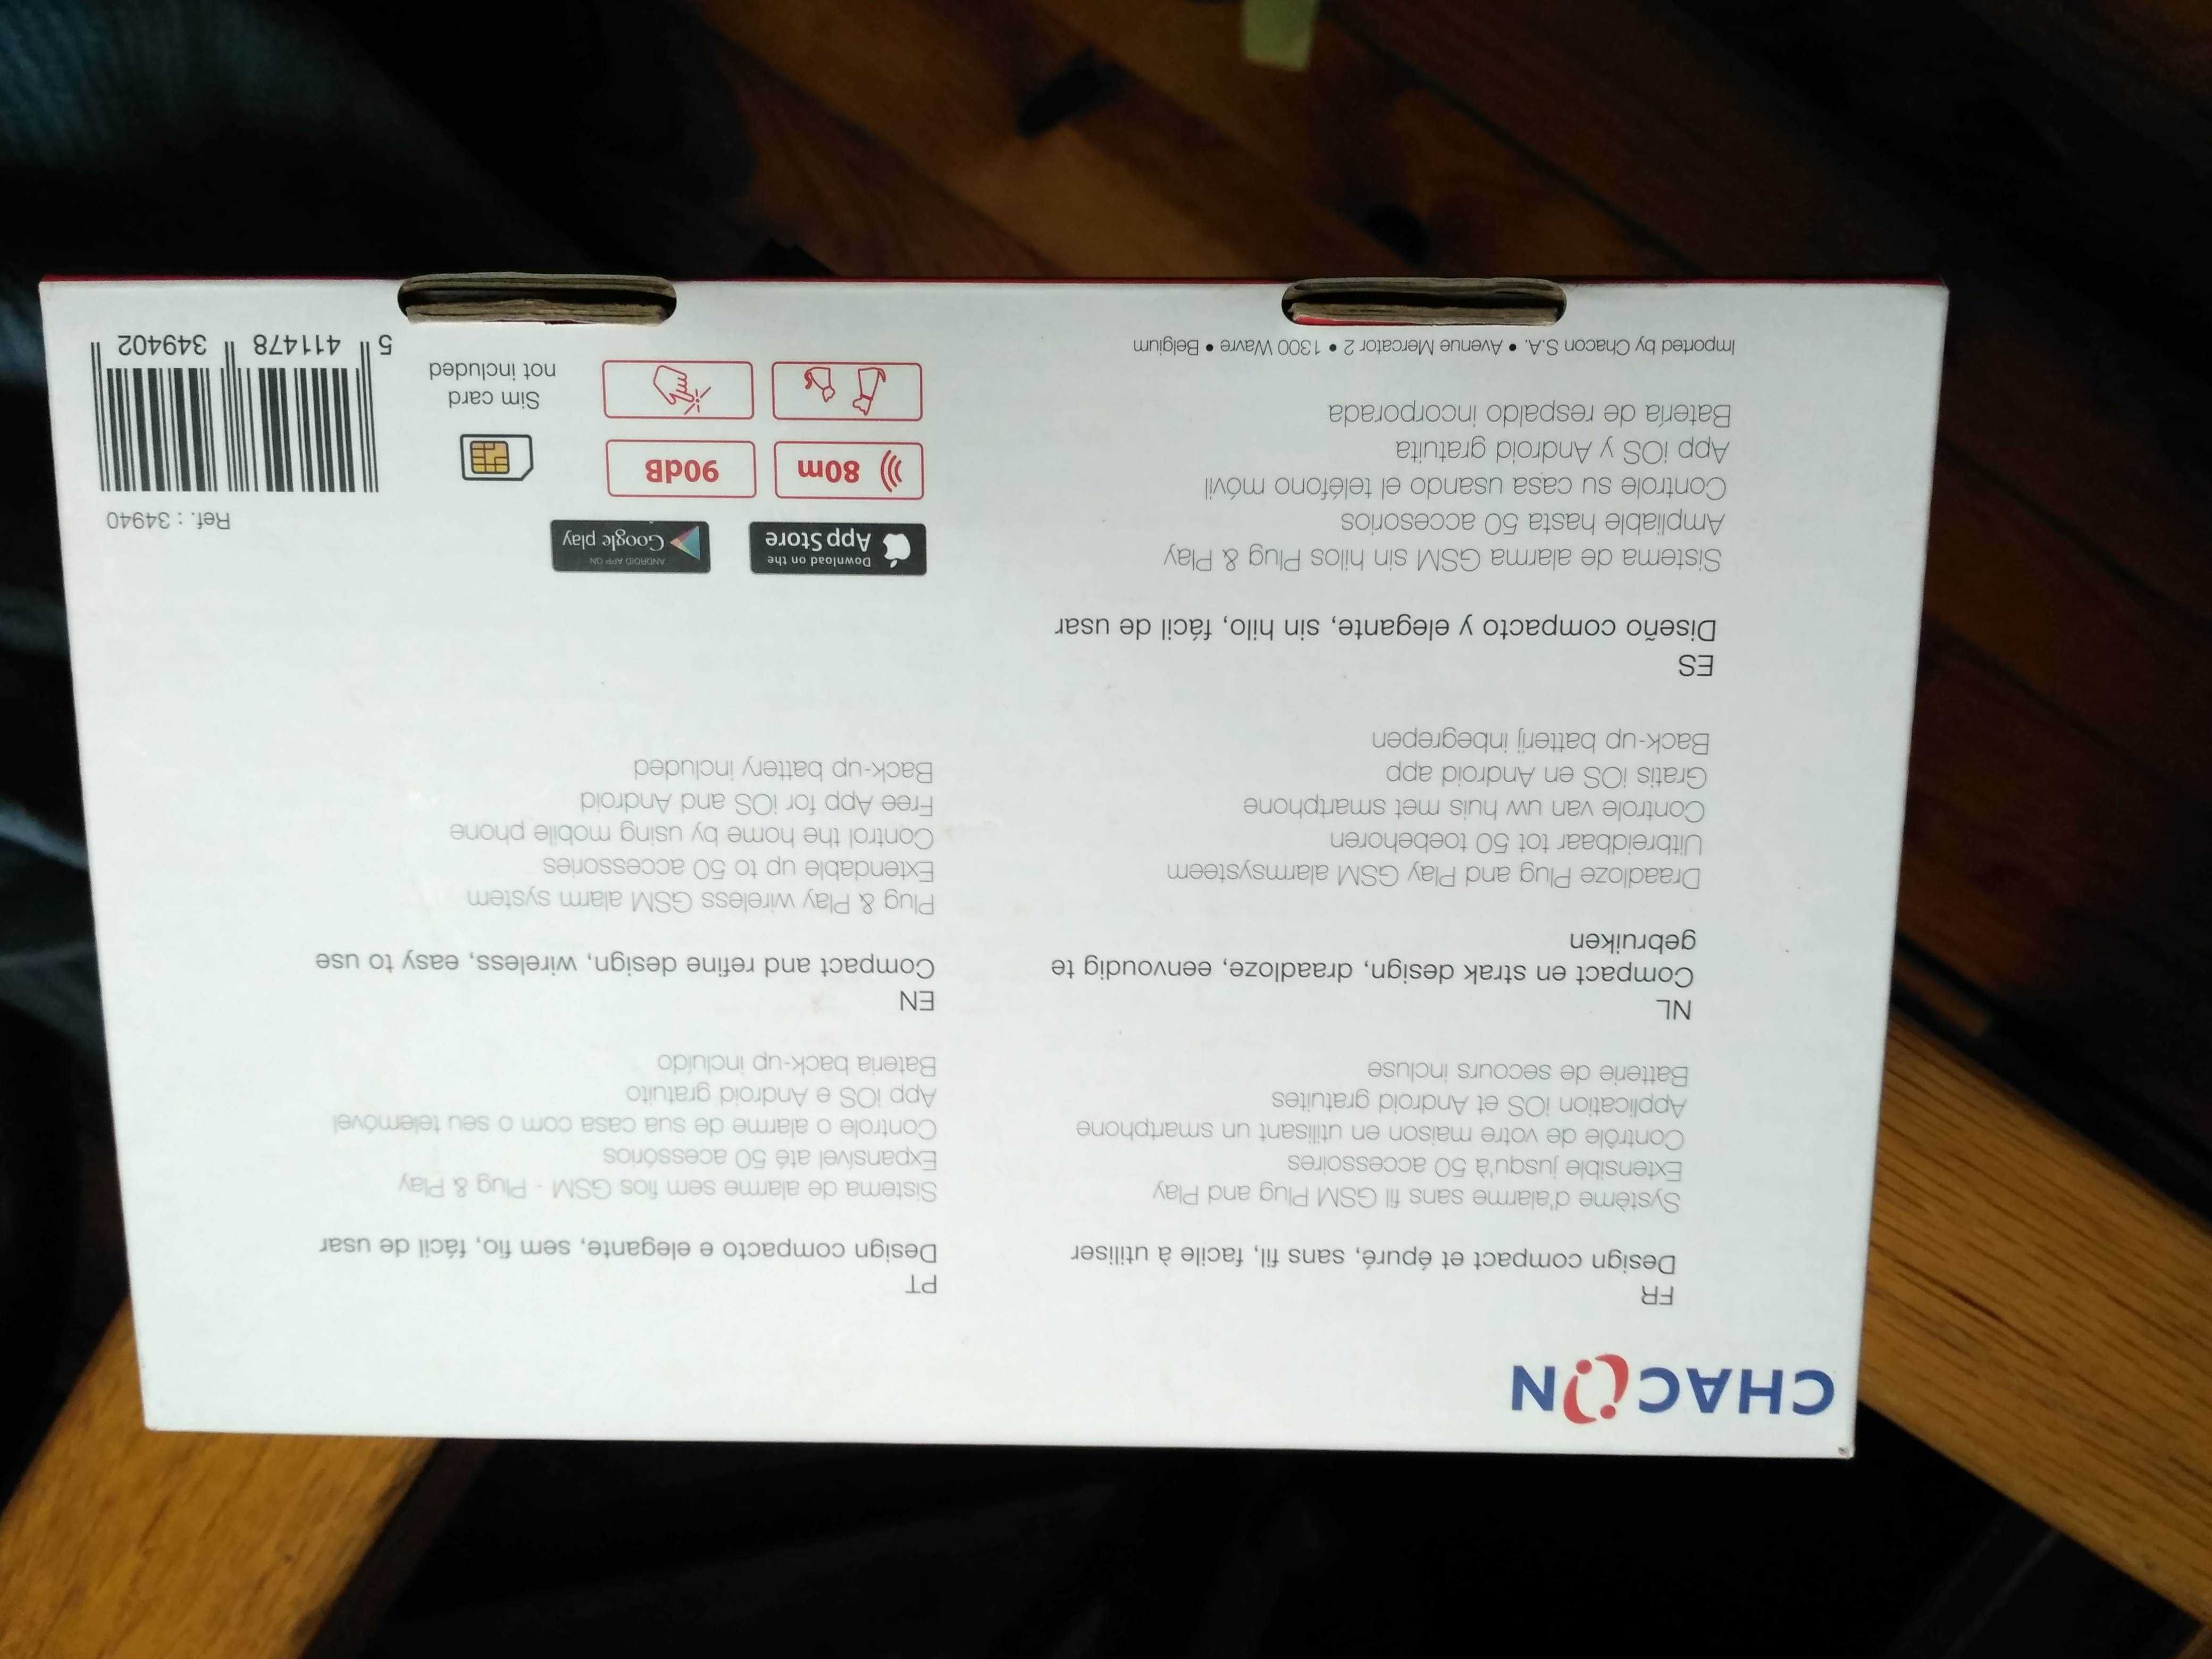 CHACON
FR
Design compact et épuré, sans fil, facile à utiliser
Système d'alarme sans fil GSM Plug and Play
Extensible jusqu'à 50 accessoires
Contrôle de votre maison en utilisant un smartphone
Application iOS et Android gratuites
Batterie de secours incluse
NL
Compact en strak design, draadloze, eenvoudig te
gebruiken
Draadloze Plug and Play GSM alarmsysteem
Uitbreidbaar tot 50 toebehoren
Controle van uw huis met smartphone
Gratis iOS en Android app
Back-up batterij inbegrepen
ES
Diseño compacto y elegante, sin hilo, fácil de usar
Sistema de alarma GSM sin hilos Plug & Play
Ampliable hasta 50 accesorios
Controle su casa usando el teléfono móvil
App iOS y Android gratuita
Batería de respaldo incorporada
Imported by Chacon S.A. • Avenue Mercator 2 • 1300 Wavre • Belgium
PT
Design compacto e elegante, sem fio, fácil de usar
Sistema de alarme sem fios GSM - Plug & Play
Expansível até 50 acessórios
Controle o alarme de sua casa com o seu telemóvel
App iOS e Android gratuito
Bateria back-up incluído
EN
Compact and refine design, wireless, easy to use
Plug & Play wireless GSM alarm system
Extendable up to 50 accessories
Control the home by using mobile phone
Free App for iOS and Android
Back-up battery included
Download on the
App Store
ANDROID APP ON
Google play
80m
90dB
Sim card
not included
Ref. : 34940
5 411478 349402